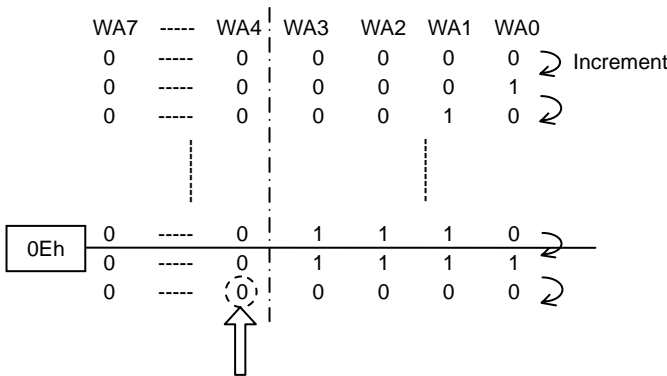 WA7 ----- WA4 WA3 WA2 WA1 WA0
0 ----- 0 0 0 0 0 Increment
0 ----- 0 0 0 0 1
0 ----- 0 0 0 1 0
0Eh 0 ----- 0 1 1 1 0
0 ----- 0 1 1 1 1
0 ----- 0 0 0 0 0